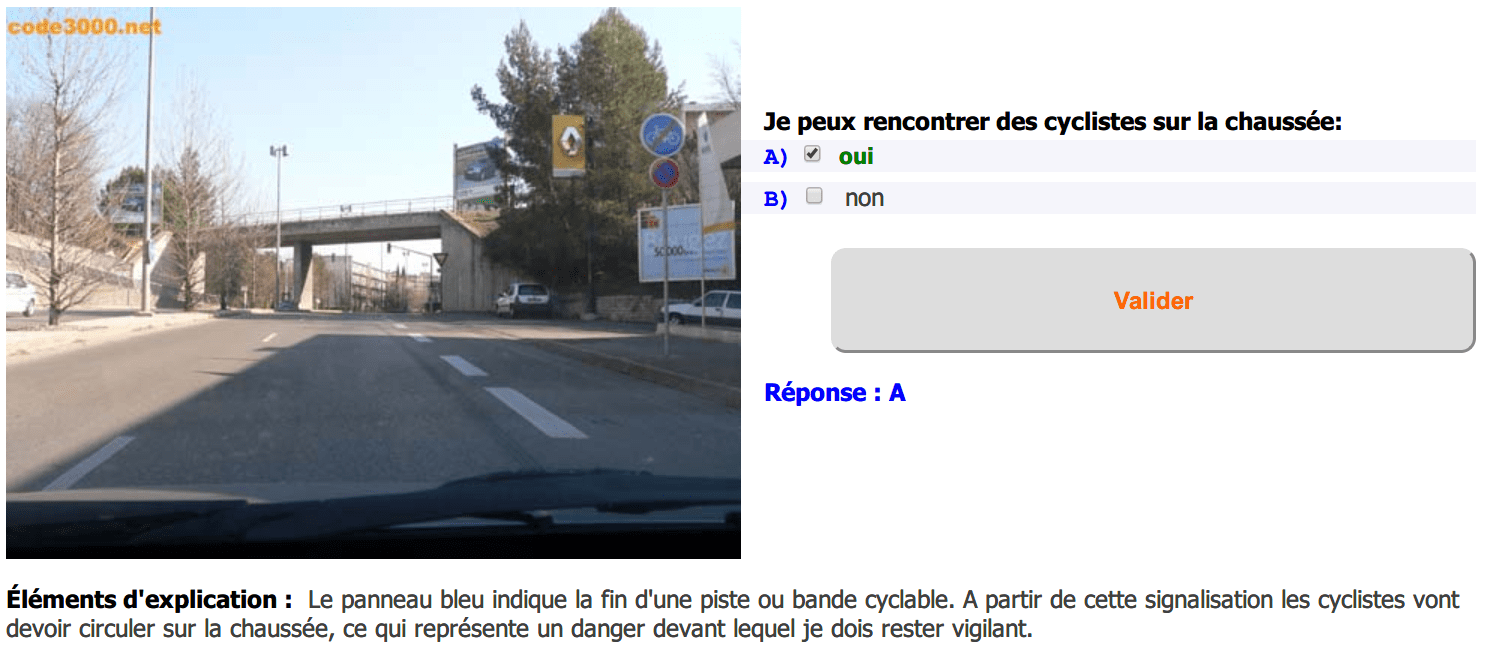 code3000.net
Je peux rencontrer des cyclistes sur la chaussée:
A) oui
B) non
50000
Valider
Réponse : A
Éléments d'explication : Le panneau bleu indique la fin d'une piste ou bande cyclable. A partir de cette signalisation les cyclistes vont
devoir circuler sur la chaussée, ce qui représente un danger devant lequel je dois rester vigilant.